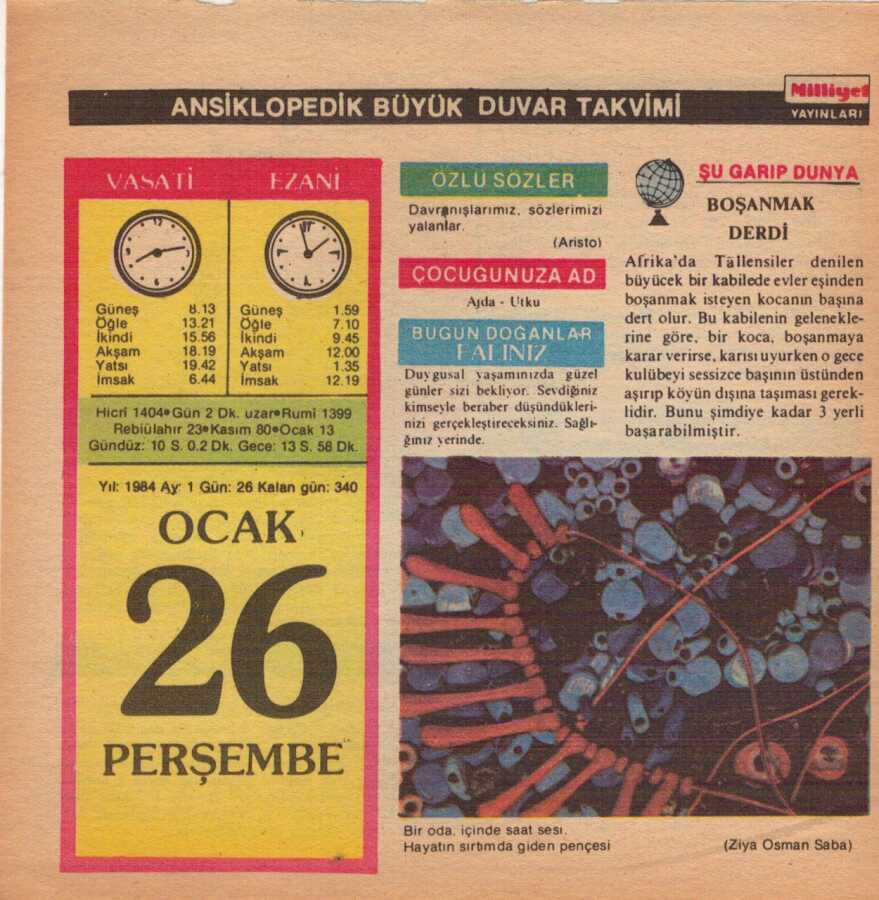 ANSİKLOPEDİK BÜYÜK DUVAR TAKVİMİ
Milliyet
YAYINLARI
VASATİ
Güneş 8.13
Öğle 13.21
İkindi 15.56
Akşam 18.19
Yatsı 19.42
İmsak 6.44
EZANİ
Güneş 1.59
Öğle 7.10
İkindi 9.45
Akşam 12.00
Yatsı 1.35
İmsak 12.19
Hicrî 1404•Gün 2 Dk. uzar•Rumî 1399
Rebiülahır 23•Kasım 80•Ocak 13
Gündüz: 10 S. 0.2 Dk. Gece: 13 S. 58 Dk.
Yıl: 1984 Ay: 1 Gün: 26 Kalan gün: 340
OCAK
26
PERŞEMBE
ÖZLÜ SÖZLER
Davranışlarımız, sözlerimizi
yalanlar.
(Aristo)
ÇOCUĞUNUZA AD
Ajda - Utku
BUGÜN DOĞANLAR
FALINIZ
Duygusal yaşamınızda güzel
günler sizi bekliyor. Sevdiğiniz
kimseyle beraber düşündükleri-
nizi gerçekleştireceksiniz. Sağlı-
ğınız yerinde.
ŞU GARIP DUNYA
BOŞANMAK
DERDİ
Afrika'da Tällensiler denilen
büyücek bir kabilede evler eşinden
boşanmak isteyen kocanın başına
dert olur. Bu kabilenin gelenekle-
rine göre, bir koca, boşanmaya
karar verirse, karısı uyurken o gece
kulübeyi sessizce başının üstünden
aşırıp köyün dışına taşıması gerek-
lidir. Bunu şimdiye kadar 3 yerli
başarabilmiştir.
Bir oda, içinde saat sesi.
Hayatın sırtımda giden pençesi
(Ziya Osman Saba)